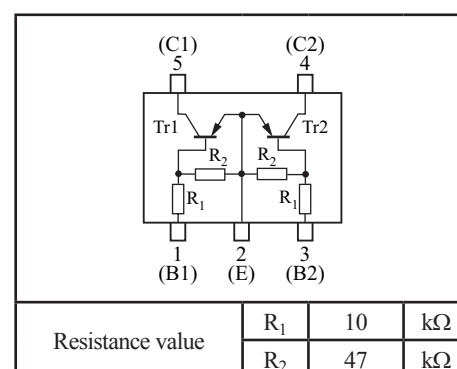 (C1) (C2)
5 4
Tr1 Tr2
R2 R2
R1 R1
1 2 3
(B1) (E) (B2)
Resistance value R1 10 kΩ
R2 47 kΩ